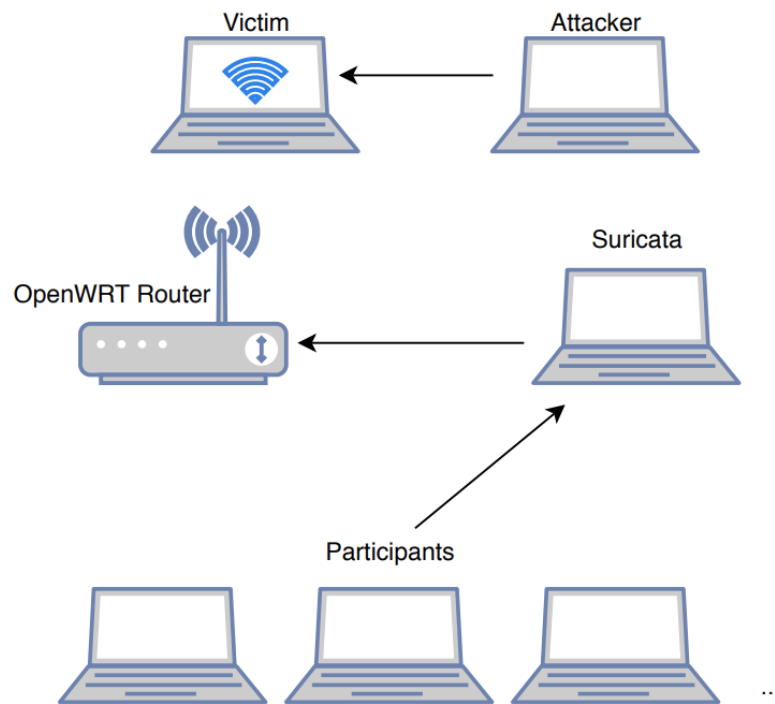 Victim
Attacker
Suricata
OpenWRT Router
Participants
..